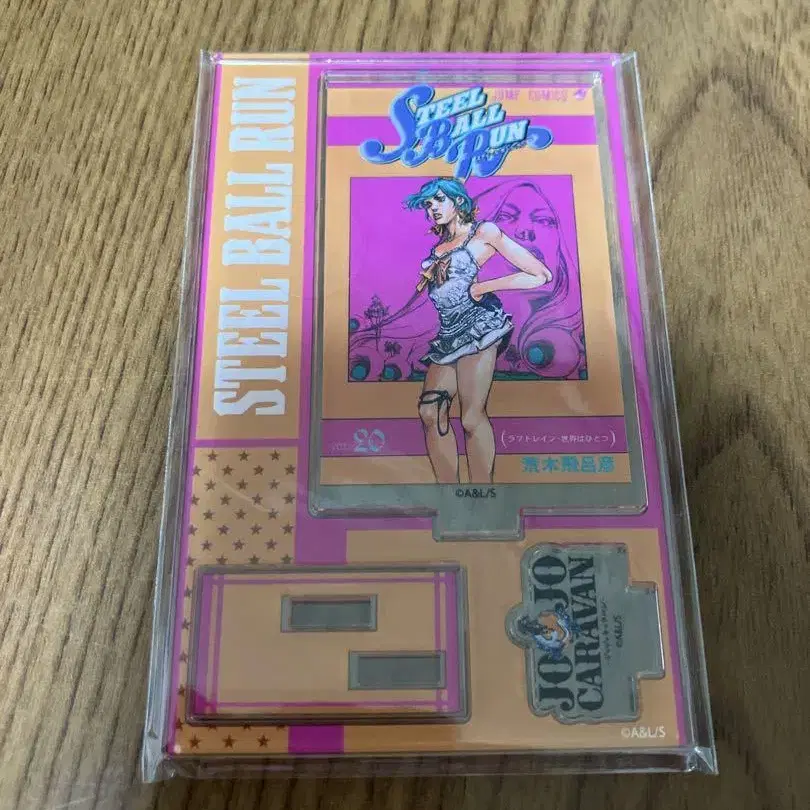 STEEL BALL RUN
JUMP COMICS
STEEL
BALL
RUN
VOL.20
(ラブトレイン-世界はひとつ)
荒木飛呂彦
©A&L/S
JOJO
CARAVAN
©A&L/S
©A&L/S